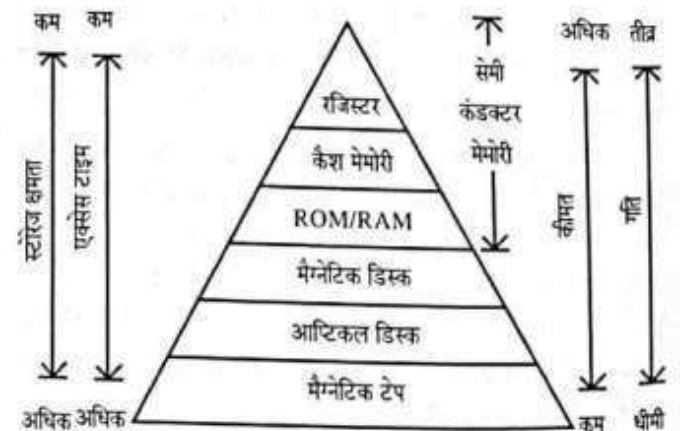 कम कम
अधिक तीव्र
सेमी
कंडक्टर
मेमोरी
रजिस्टर
कैश मेमोरी
ROM/RAM
मैग्नेटिक डिस्क
आप्टिकल डिस्क
मैग्नेटिक टेप
स्टोरेज क्षमता
एक्सेस टाइम
कीमत
गति
अधिक अधिक
कम धीमी